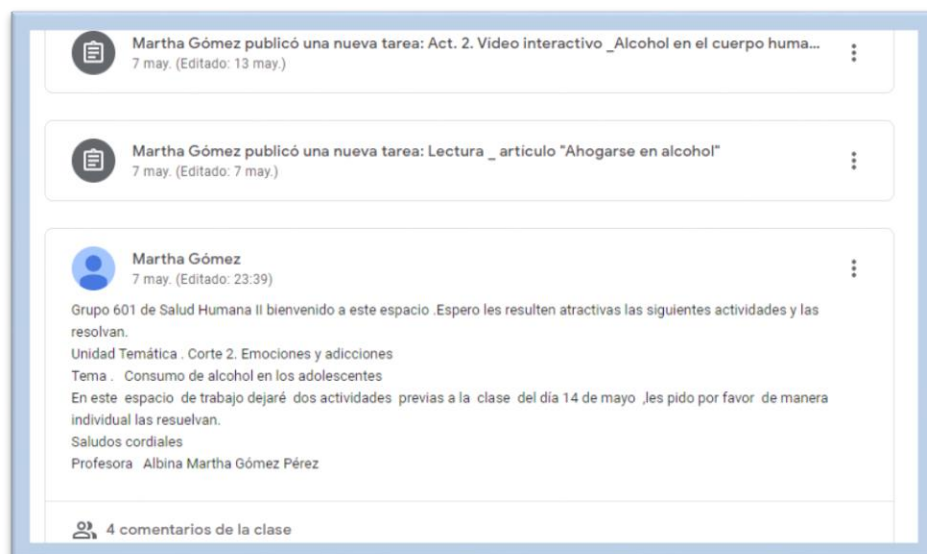 Martha Gómez publicó una nueva tarea: Act. 2. Video interactivo _Alcohol en el cuerpo huma...
7 may. (Editado: 13 may.)
Martha Gómez publicó una nueva tarea: Lectura _ artículo "Ahogarse en alcohol"
7 may. (Editado: 7 may.)
Martha Gómez
7 may. (Editado: 23:39)
Grupo 601 de Salud Humana II bienvenido a este espacio .Espero les resulten atractivas las siguientes actividades y las
resolvan.
Unidad Temática . Corte 2. Emociones y adicciones
Tema . Consumo de alcohol en los adolescentes
En este espacio de trabajo dejaré dos actividades previas a la clase del día 14 de mayo ,les pido por favor de manera
individual las resuelvan.
Saludos cordiales
Profesora Albina Martha Gómez Pérez
4 comentarios de la clase